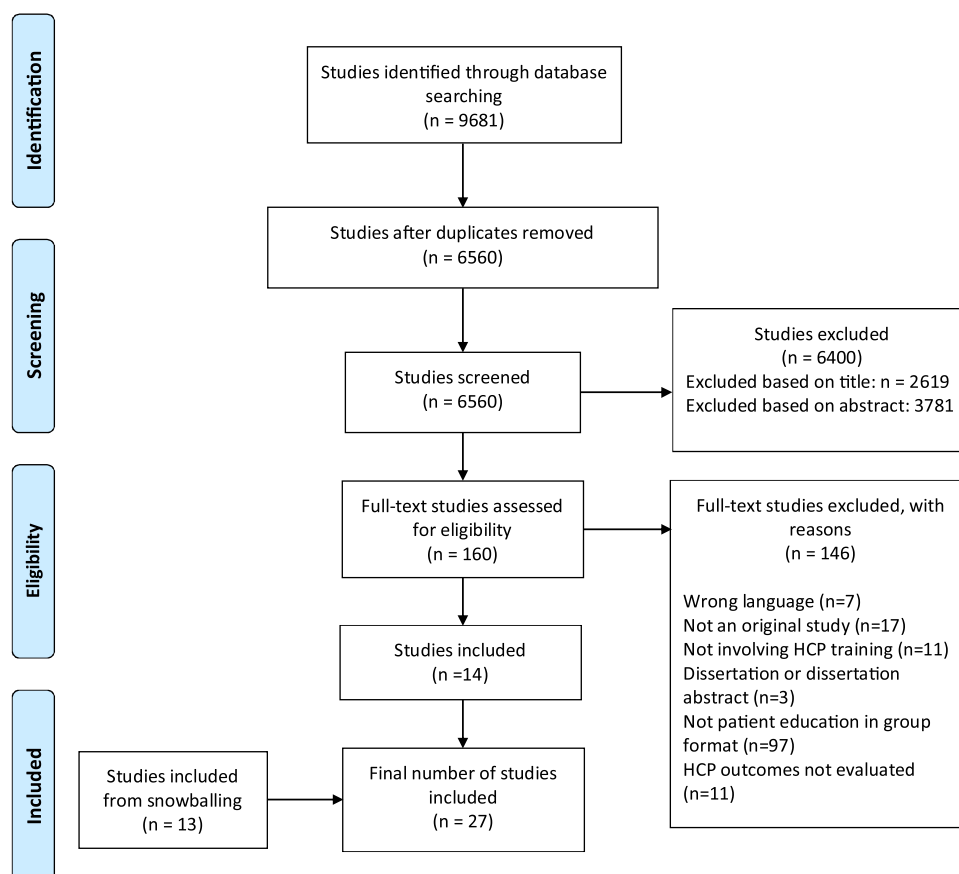 Identification
Studies identified through database
searching
(n = 9681)
Studies after duplicates removed
(n = 6560)
Screening
Studies screened
(n = 6560)
Studies excluded
(n = 6400)
Excluded based on title: n = 2619
Excluded based on abstract: 3781
Eligibility
Full-text studies assessed
for eligibility
(n = 160)
Full-text studies excluded, with
reasons
(n = 146)
Wrong language (n=7)
Not an original study (n=17)
Not involving HCP training (n=11)
Dissertation or dissertation
abstract (n=3)
Not patient education in group
format (n=97)
HCP outcomes not evaluated
(n=11)
Studies included
(n =14)
Included
Studies included
from snowballing
(n = 13)
Final number of studies
included
(n = 27)